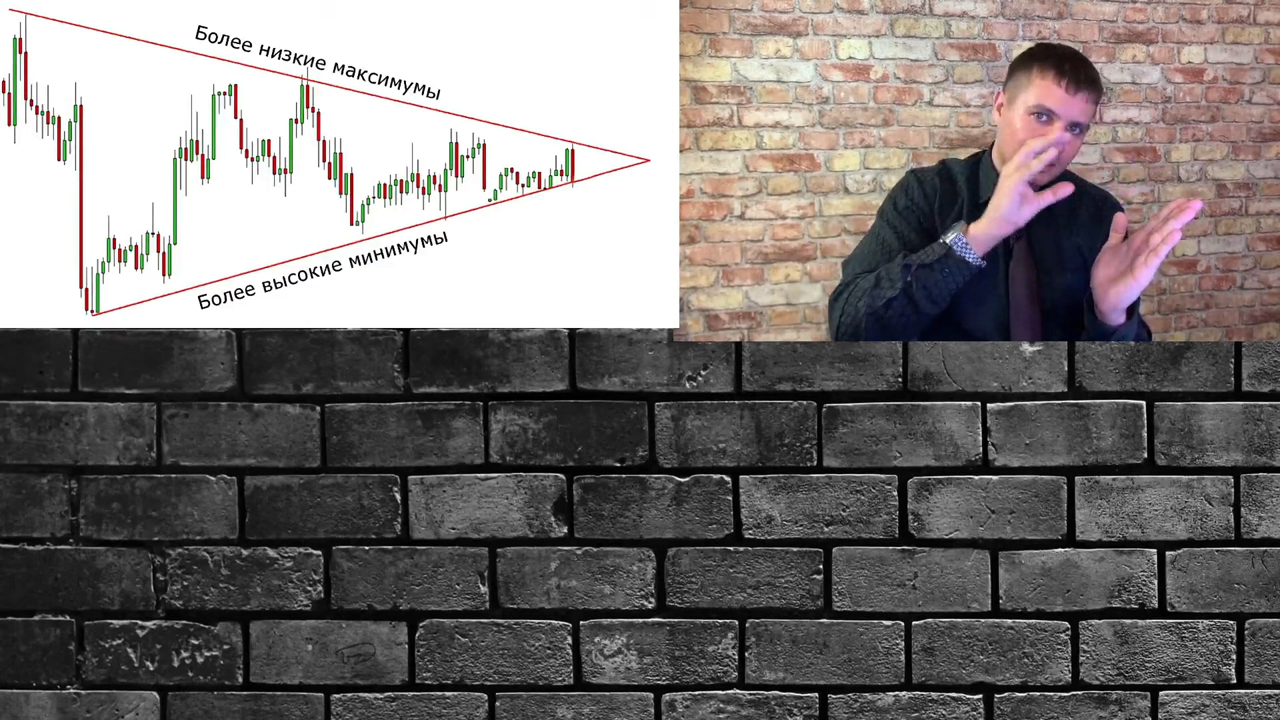 Более низкие максимумы
Более высокие минимумы